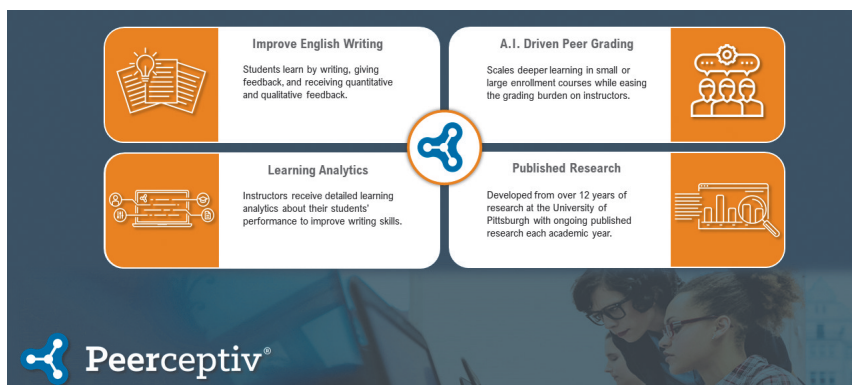 Improve English Writing
Students learn by writing, giving
feedback, and receiving quantitative
and qualitative feedback.
A.I. Driven Peer Grading
Scales deeper learning in small or
large enrollment courses while easing
the grading burden on instructors.
Learning Analytics
Instructors receive detailed learning
analytics about their students'
performance to improve writing skills.
Published Research
Developed from over 12 years of
research at the University of
Pittsburgh with ongoing published
research each academic year.
Peerceptiv®